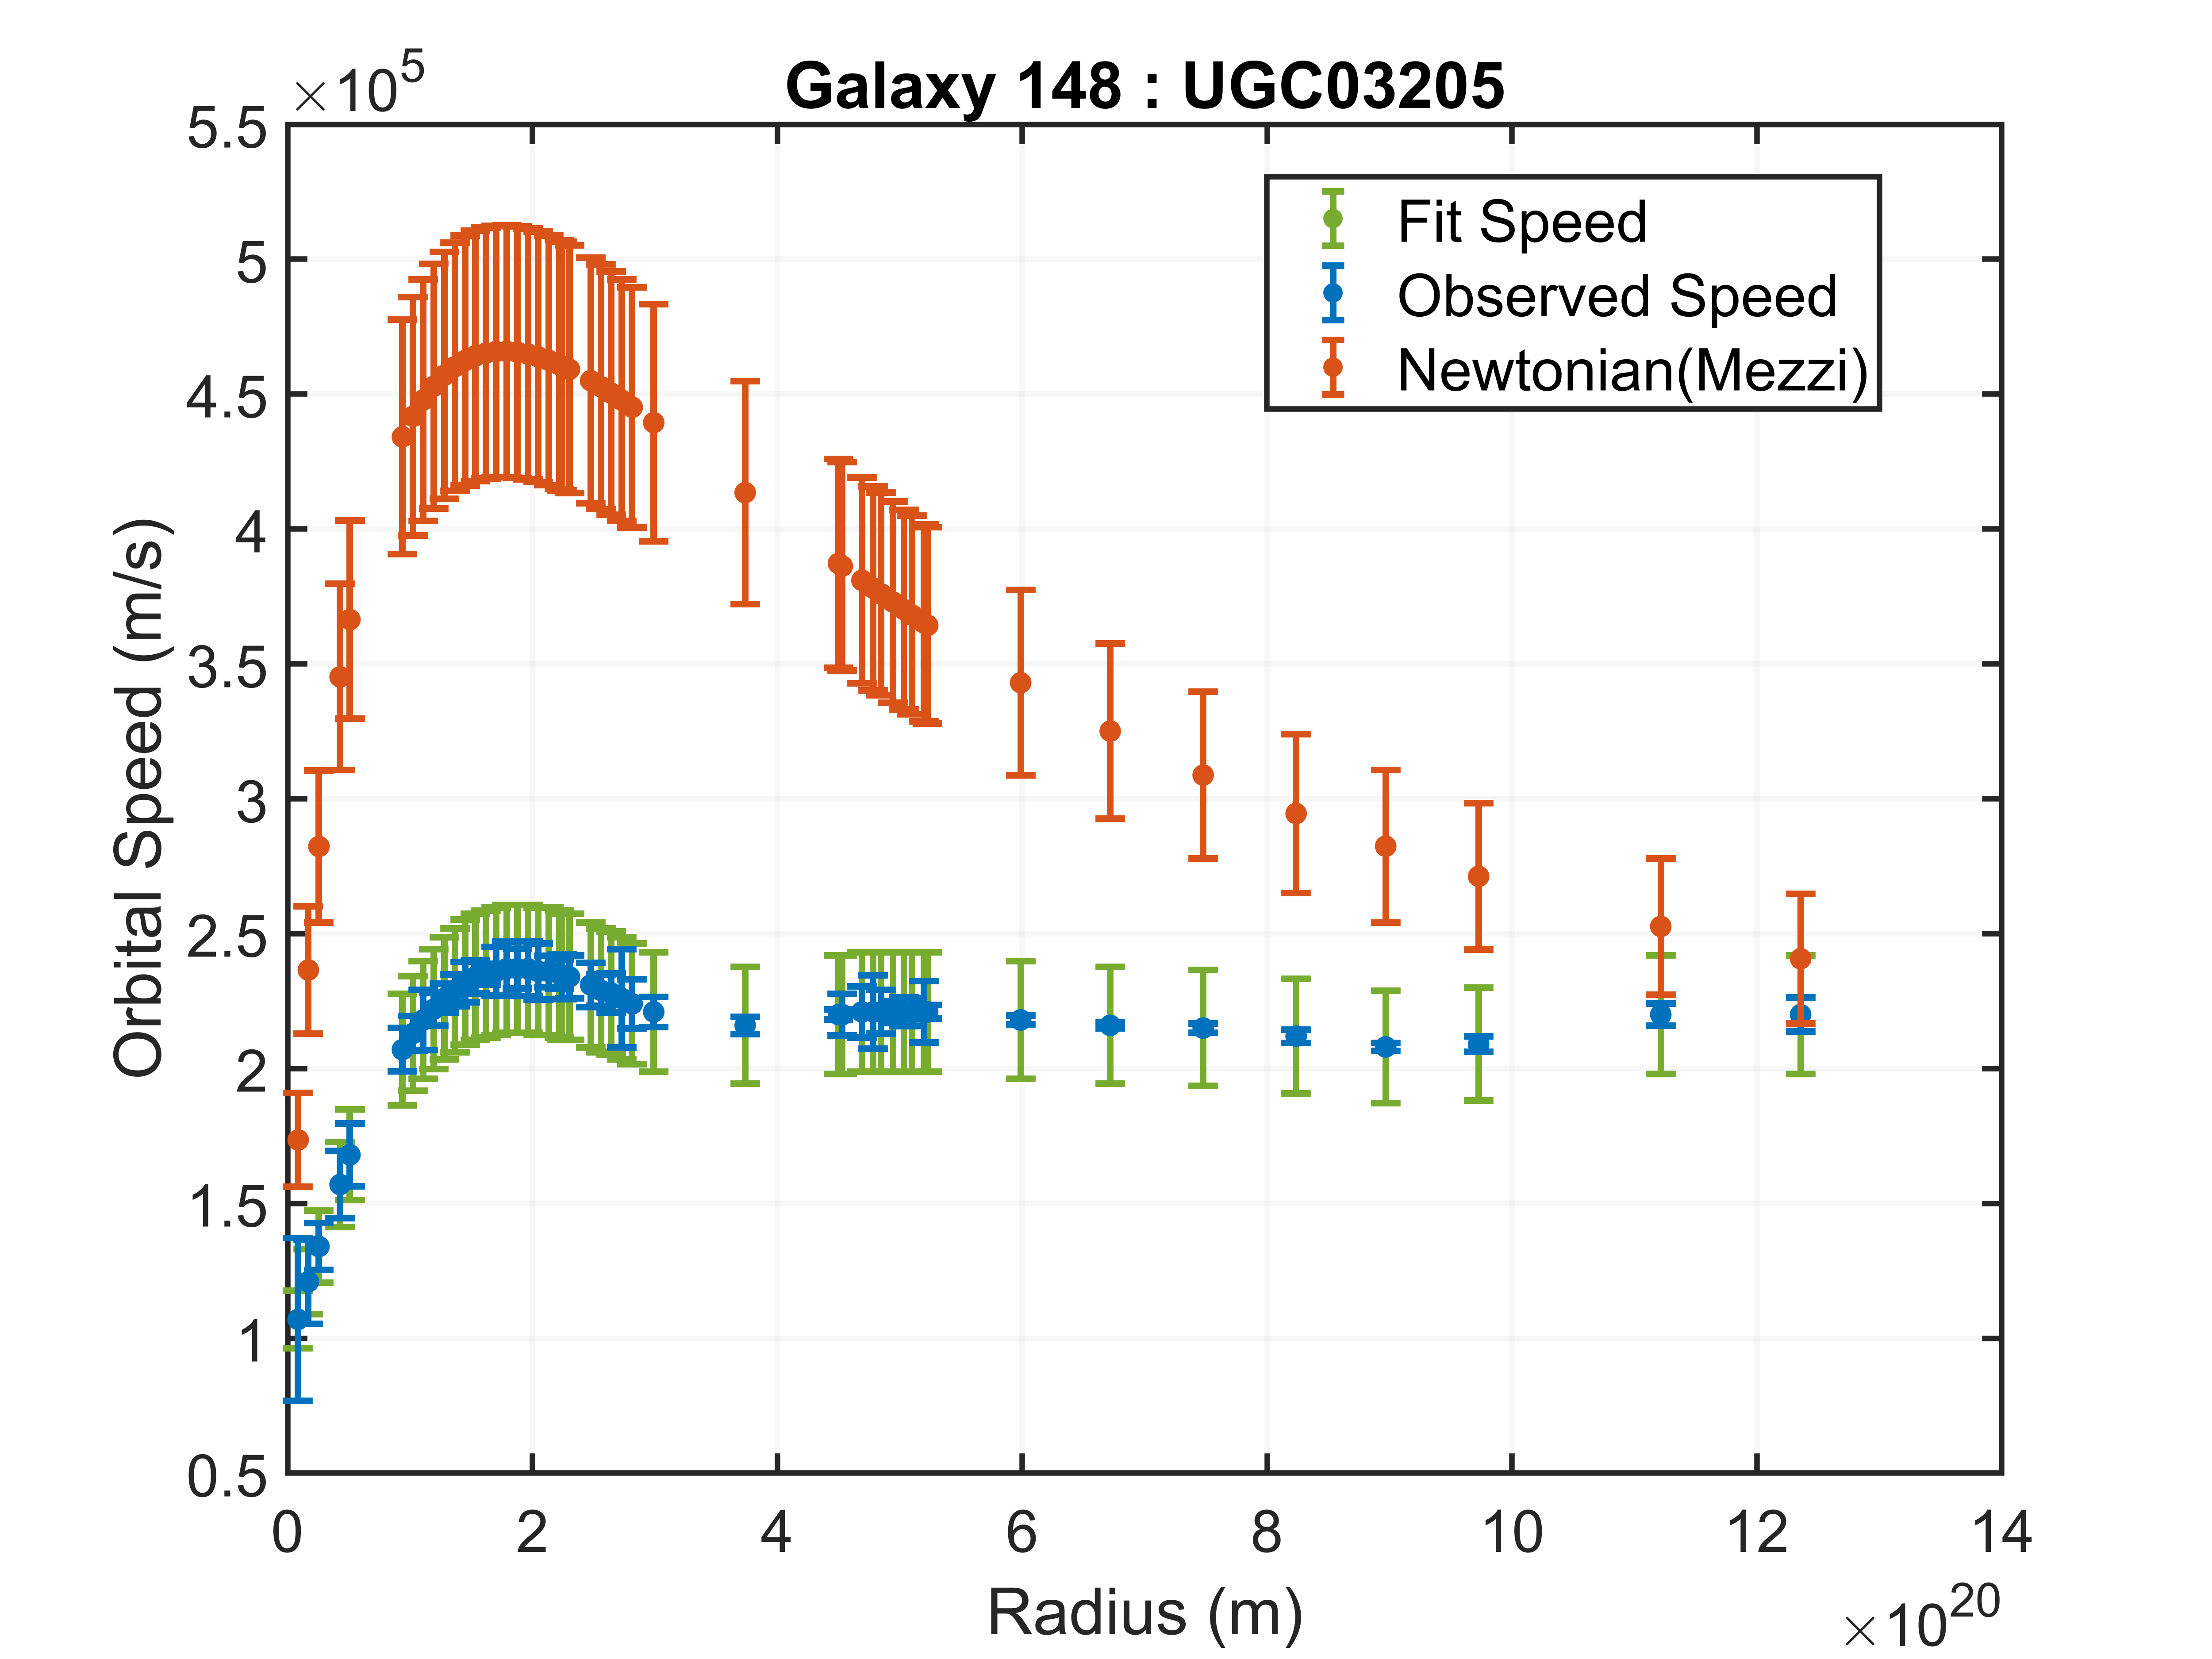 ×10^5
Galaxy 148 : UGC03205
5.5
5
4.5
4
3.5
3
2.5
2
1.5
1
0.5
Orbital Speed (m/s)
Fit Speed
Observed Speed
Newtonian(Mezzi)
0 2 4 6 8 10 12 14
Radius (m)
×10^20